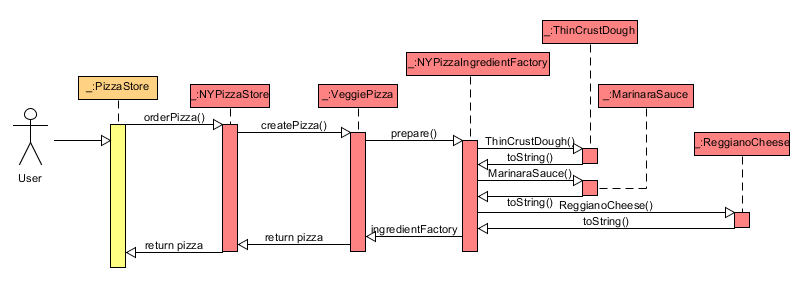 _:ThinCrustDough
_:NYPizzaIngredientFactory
_:PizzaStore
_:NYPizzaStore
_:VeggiePizza
_:MarinaraSauce
orderPizza()
createPizza()
prepare()
ThinCrustDough()
_:ReggianoCheese
toString()
MarinaraSauce()
User
toString()
ReggianoCheese()
toString()
ingredientFactory
return pizza
return pizza